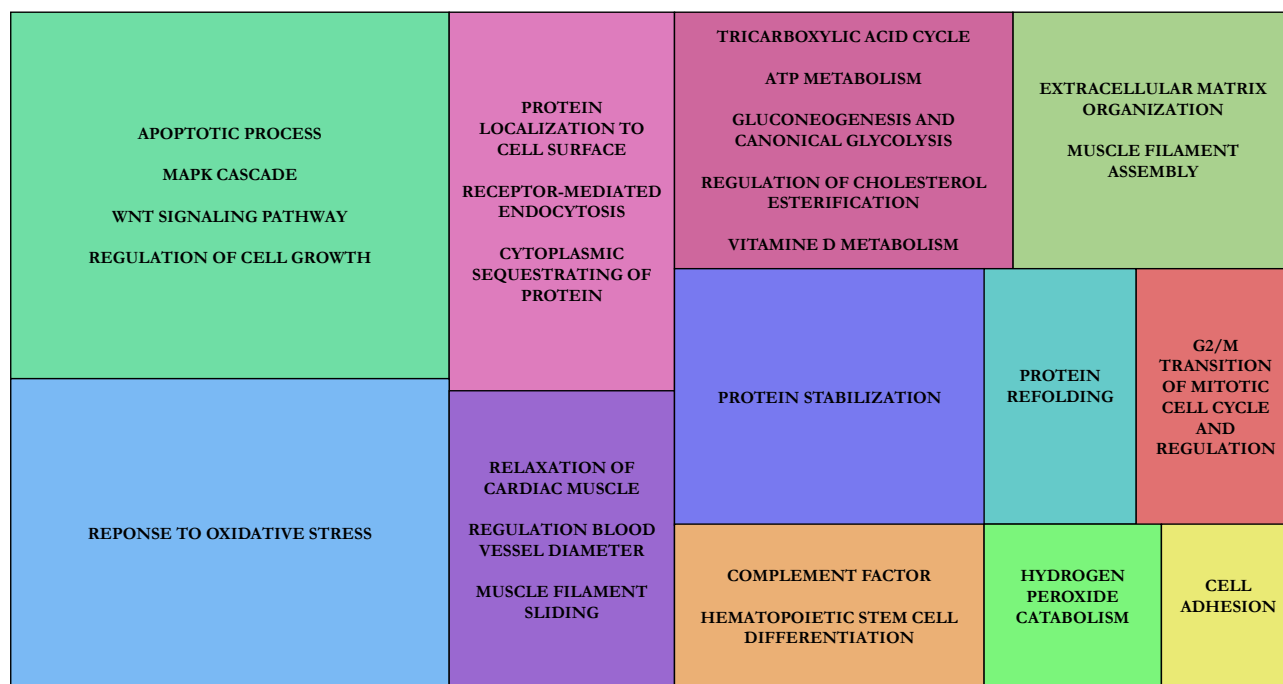 APOPTOTIC PROCESS
MAPK CASCADE
WNT SIGNALING PATHWAY
REGULATION OF CELL GROWTH
REPONSE TO OXIDATIVE STRESS
PROTEIN
LOCALIZATION TO
CELL SURFACE
RECEPTOR-MEDIATED
ENDOCYTOSIS
CYTOPLASMIC
SEQUESTRATING OF
PROTEIN
RELAXATION OF
CARDIAC MUSCLE
REGULATION BLOOD
VESSEL DIAMETER
MUSCLE FILAMENT
SLIDING
TRICARBOXYLIC ACID CYCLE
ATP METABOLISM
GLUCONEOGENESIS AND
CANONICAL GLYCOLYSIS
REGULATION OF CHOLESTEROL
ESTERIFICATION
VITAMINE D METABOLISM
EXTRACELLULAR MATRIX
ORGANIZATION
MUSCLE FILAMENT
ASSEMBLY
PROTEIN STABILIZATION
PROTEIN
REFOLDING
G2/M
TRANSITION
OF MITOTIC
CELL CYCLE
AND
REGULATION
COMPLEMENT FACTOR
HEMATOPOIETIC STEM CELL
DIFFERENTIATION
HYDROGEN
PEROXIDE
CATABOLISM
CELL
ADHESION